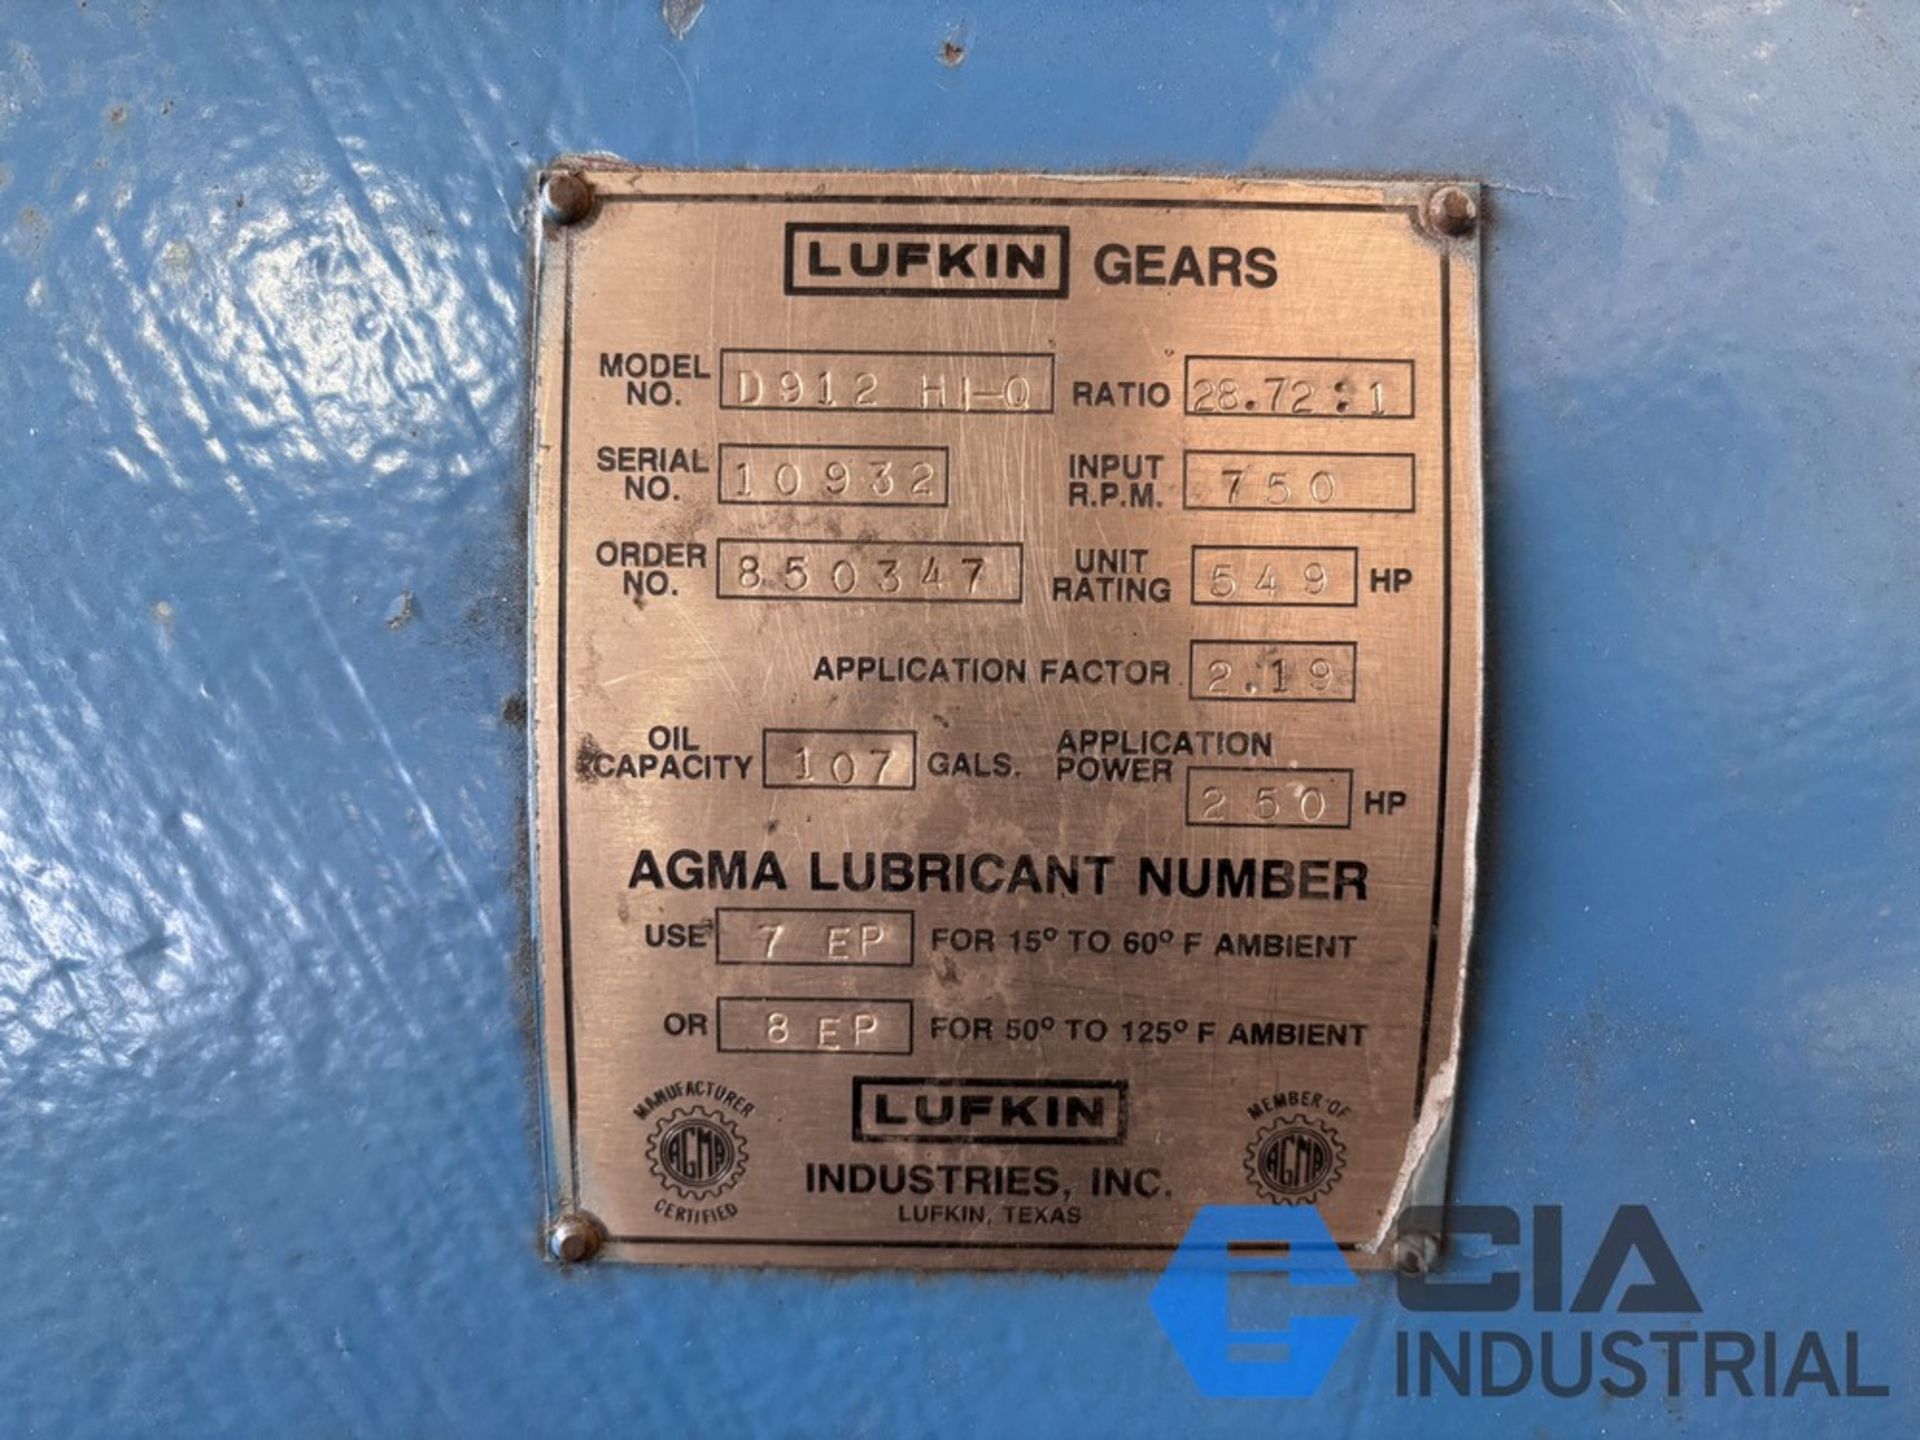 LUFKIN GEARS
MODEL NO. D912 HI-Q RATIO 28.72:1
SERIAL NO. 10932 INPUT R.P.M. 750
ORDER NO. 850347 UNIT RATING 549 HP
APPLICATION FACTOR 2.19
OIL CAPACITY 107 GALS. APPLICATION POWER 250 HP
AGMA LUBRICANT NUMBER
USE 7 EP FOR 15° TO 60° F AMBIENT
OR 8 EP FOR 50° TO 125° F AMBIENT
MANUFACTURER AGMA CERTIFIED
LUFKIN
INDUSTRIES, INC.
LUFKIN, TEXAS
MEMBER OF AGMA
CIA
INDUSTRIAL